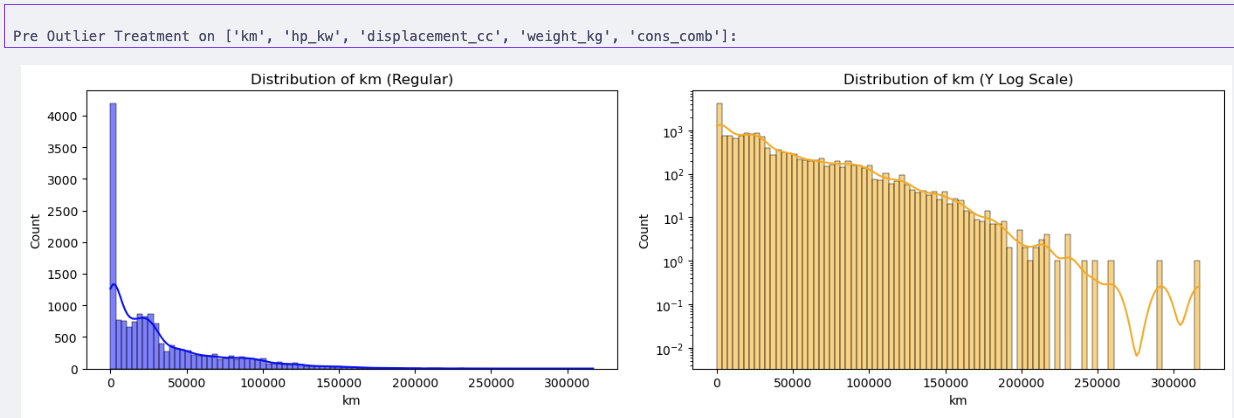 Pre Outlier Treatment on ['km', 'hp_kw', 'displacement_cc', 'weight_kg', 'cons_comb']:
Distribution of km (Regular)
Count
4000
3500
3000
2500
2000
1500
1000
500
0
0 50000 100000 150000 200000 250000 300000
km
Distribution of km (Y Log Scale)
Count
10³
10²
10¹
10⁰
10⁻¹
10⁻²
0 50000 100000 150000 200000 250000 300000
km